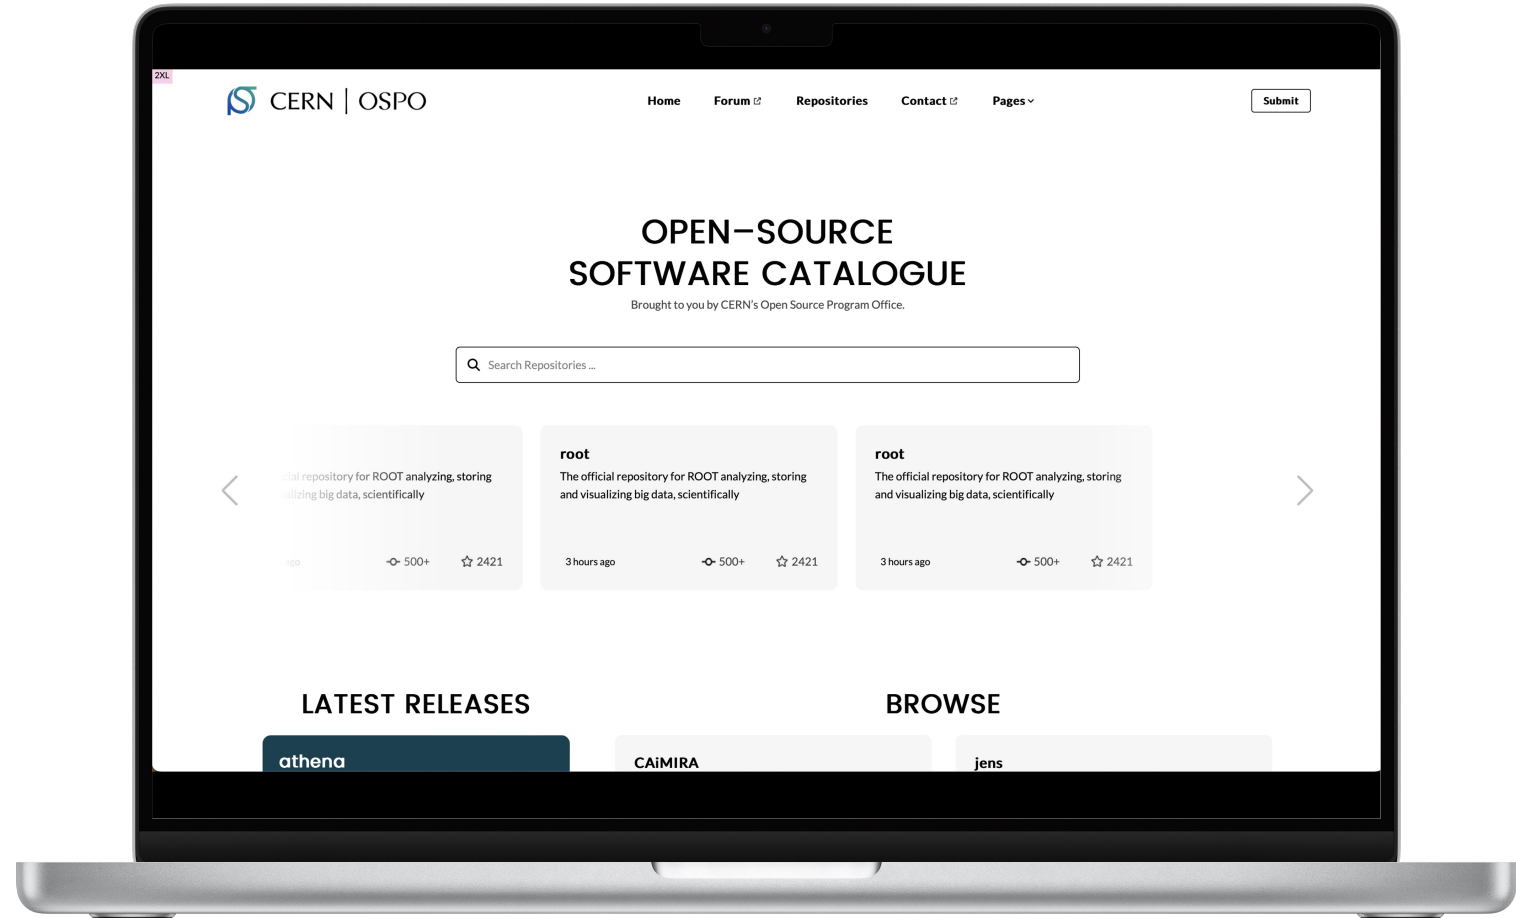 2XL
CERN | OSPO
Home
Forum
Repositories
Contact
Pages
Submit
OPEN–SOURCE
SOFTWARE CATALOGUE
Brought to you by CERN's Open Source Program Office.
Search Repositories ...
repository for ROOT analyzing, storing
big data, scientifically
ago
500+
2421
root
The official repository for ROOT analyzing, storing
and visualizing big data, scientifically
3 hours ago
500+
2421
root
The official repository for ROOT analyzing, storing
and visualizing big data, scientifically
3 hours ago
500+
2421
LATEST RELEASES
BROWSE
athena
CAiMIRA
jens